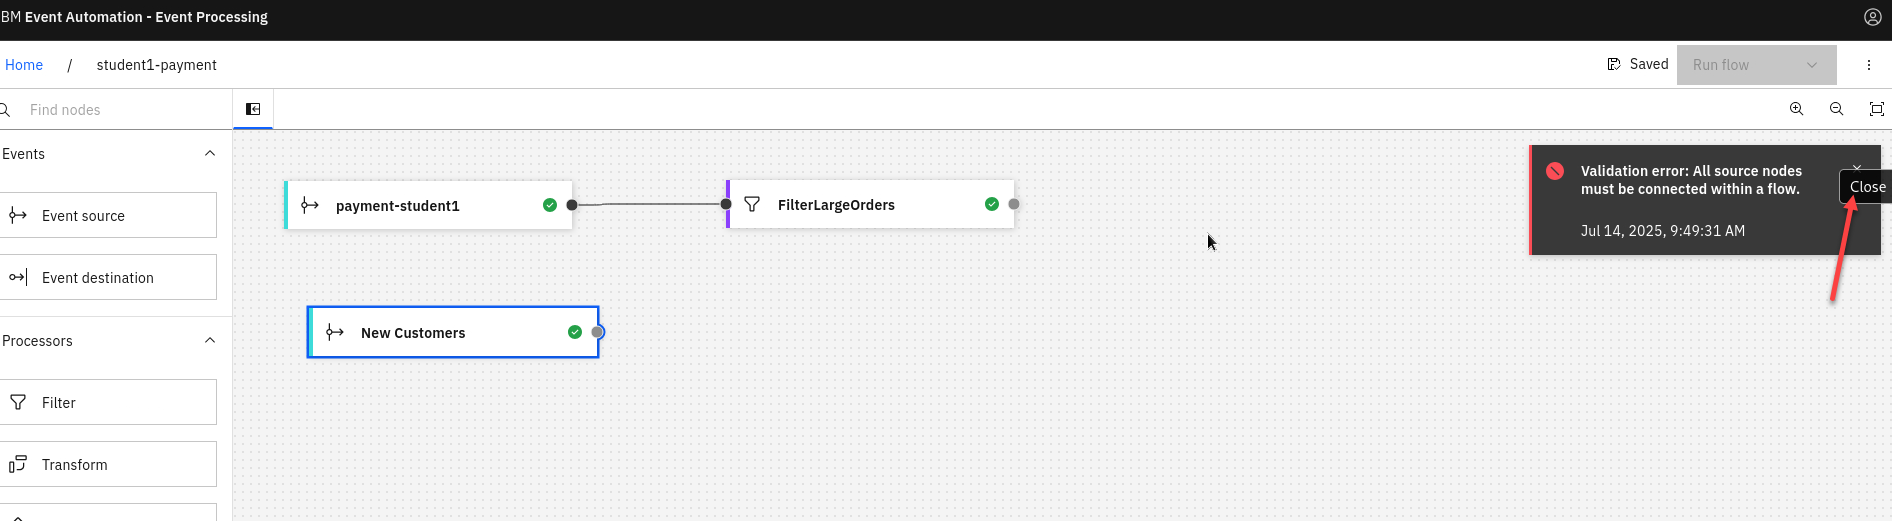 BM Event Automation - Event Processing
Home / student1-payment
Saved
Run flow
Find nodes
Events
Event source
Event destination
Processors
Filter
Transform
payment-student1
FilterLargeOrders
New Customers
Validation error: All source nodes
must be connected within a flow.
Jul 14, 2025, 9:49:31 AM
Close